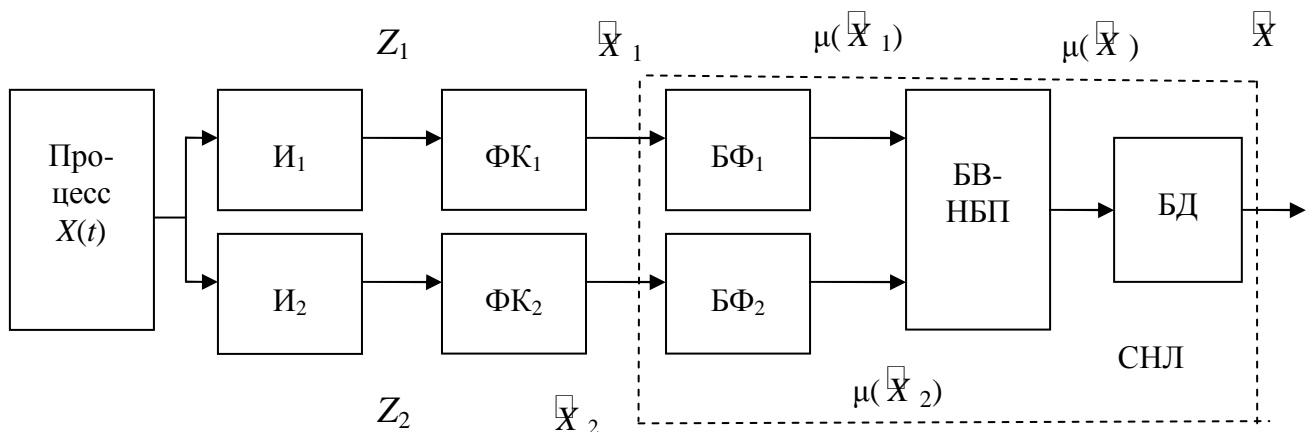 Z₁
X̂ ₁
μ(X̂ ₁)
μ(X̂ )
X̂
Про-
цесс
X(t)
И₁
ФК₁
БФ₁
БВ-
НБП
БД
И₂
ФК₂
БФ₂
СНЛ
Z₂
X̂ ₂
μ(X̂ ₂)